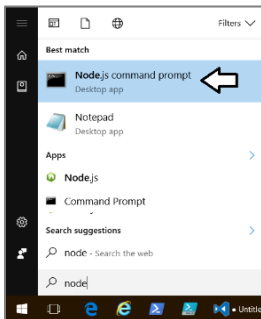 Filters
Best match
Node.js command prompt
Desktop app
Notepad
Desktop app
Apps
Node.js
Command Prompt
Search suggestions
node - Search the web
node
• Untitle